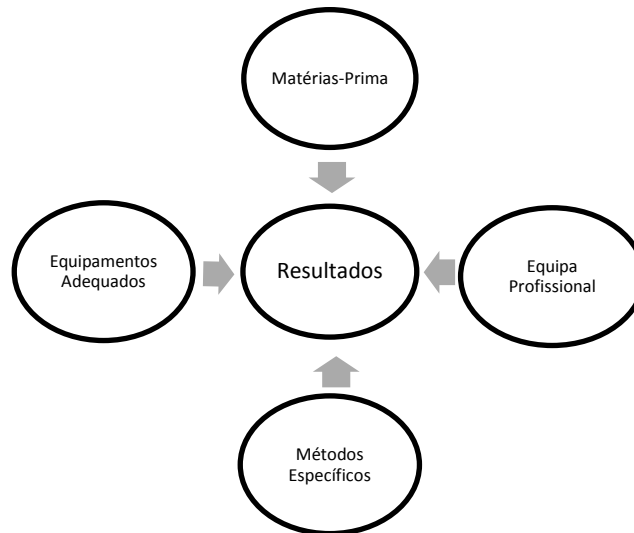 Matérias-Prima
Equipamentos
Adequados
Resultados
Equipa
Profissional
Métodos
Específicos